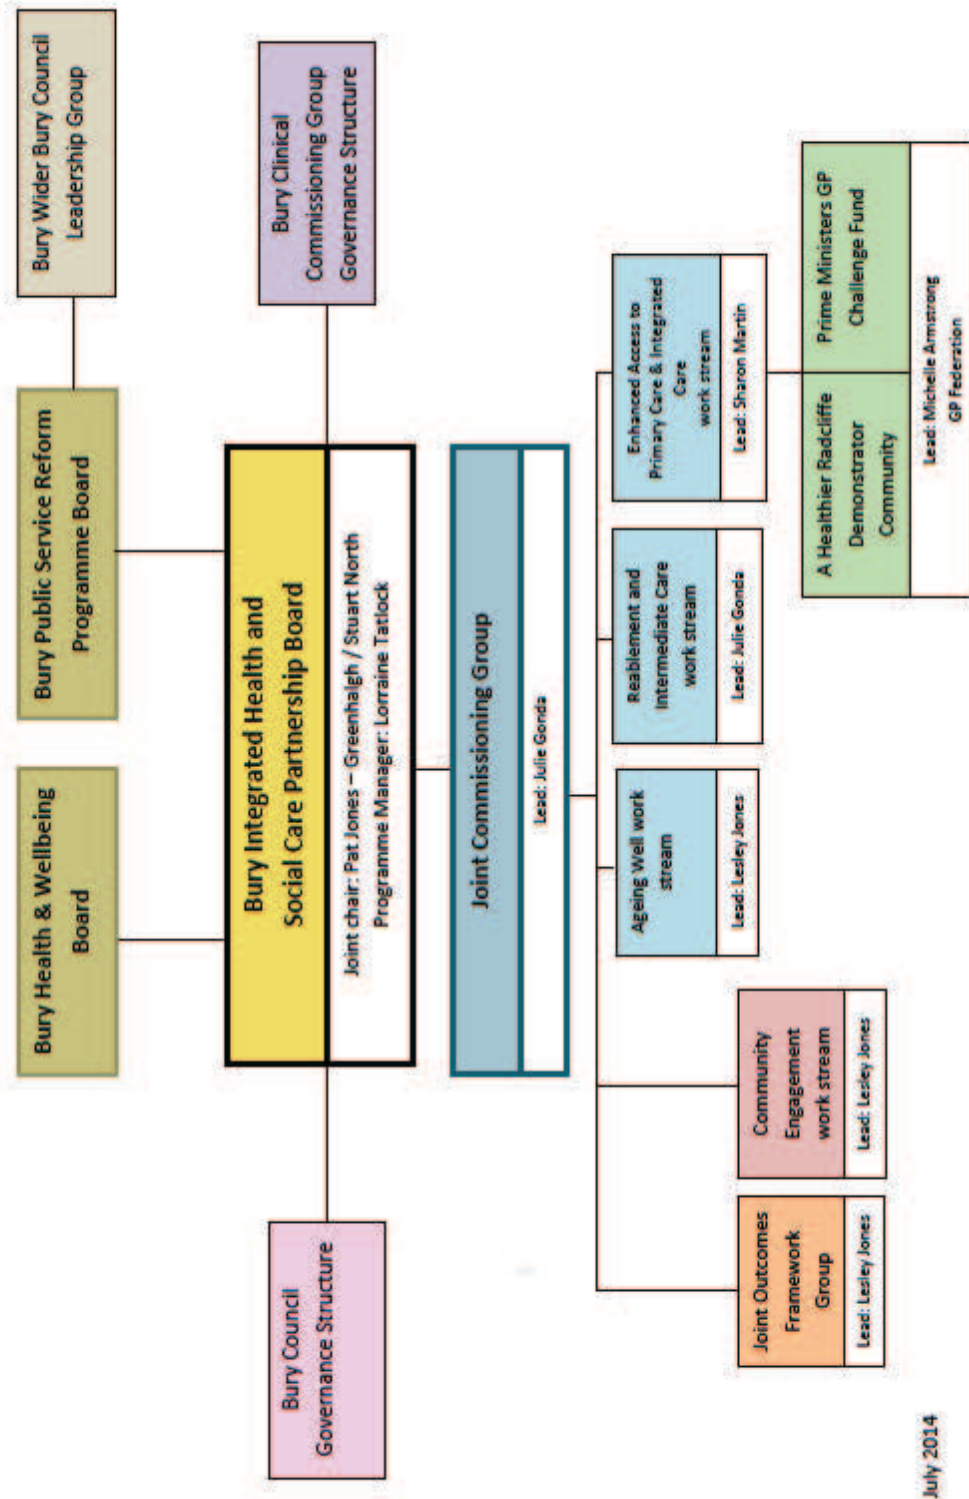 Bury Wider Bury Council
Leadership Group
Bury Health & Wellbeing
Board
Bury Public Service Reform
Programme Board
Bury Council
Governance Structure
Bury Integrated Health and
Social Care Partnership Board
Joint chair: Pat Jones – Greenhalgh / Stuart North
Programme Manager: Lorraine Tatlock
Bury Clinical
Commissioning Group
Governance Structure
Joint Commissioning Group
Lead: Julie Gonda
Joint Outcomes
Framework
Group
Lead: Lesley Jones
Community
Engagement
work stream
Lead: Lesley Jones
Ageing Well work
stream
Lead: Lesley Jones
Reablement and
Intermediate Care
work stream
Lead: Julie Gonda
Enhanced Access to
Primary Care & Integrated
Care
work stream
Lead: Sharon Martin
A Healthier Radcliffe
Demonstrator
Community
Prime Ministers GP
Challenge Fund
Lead: Michelle Armstrong
GP Federation
July 2014